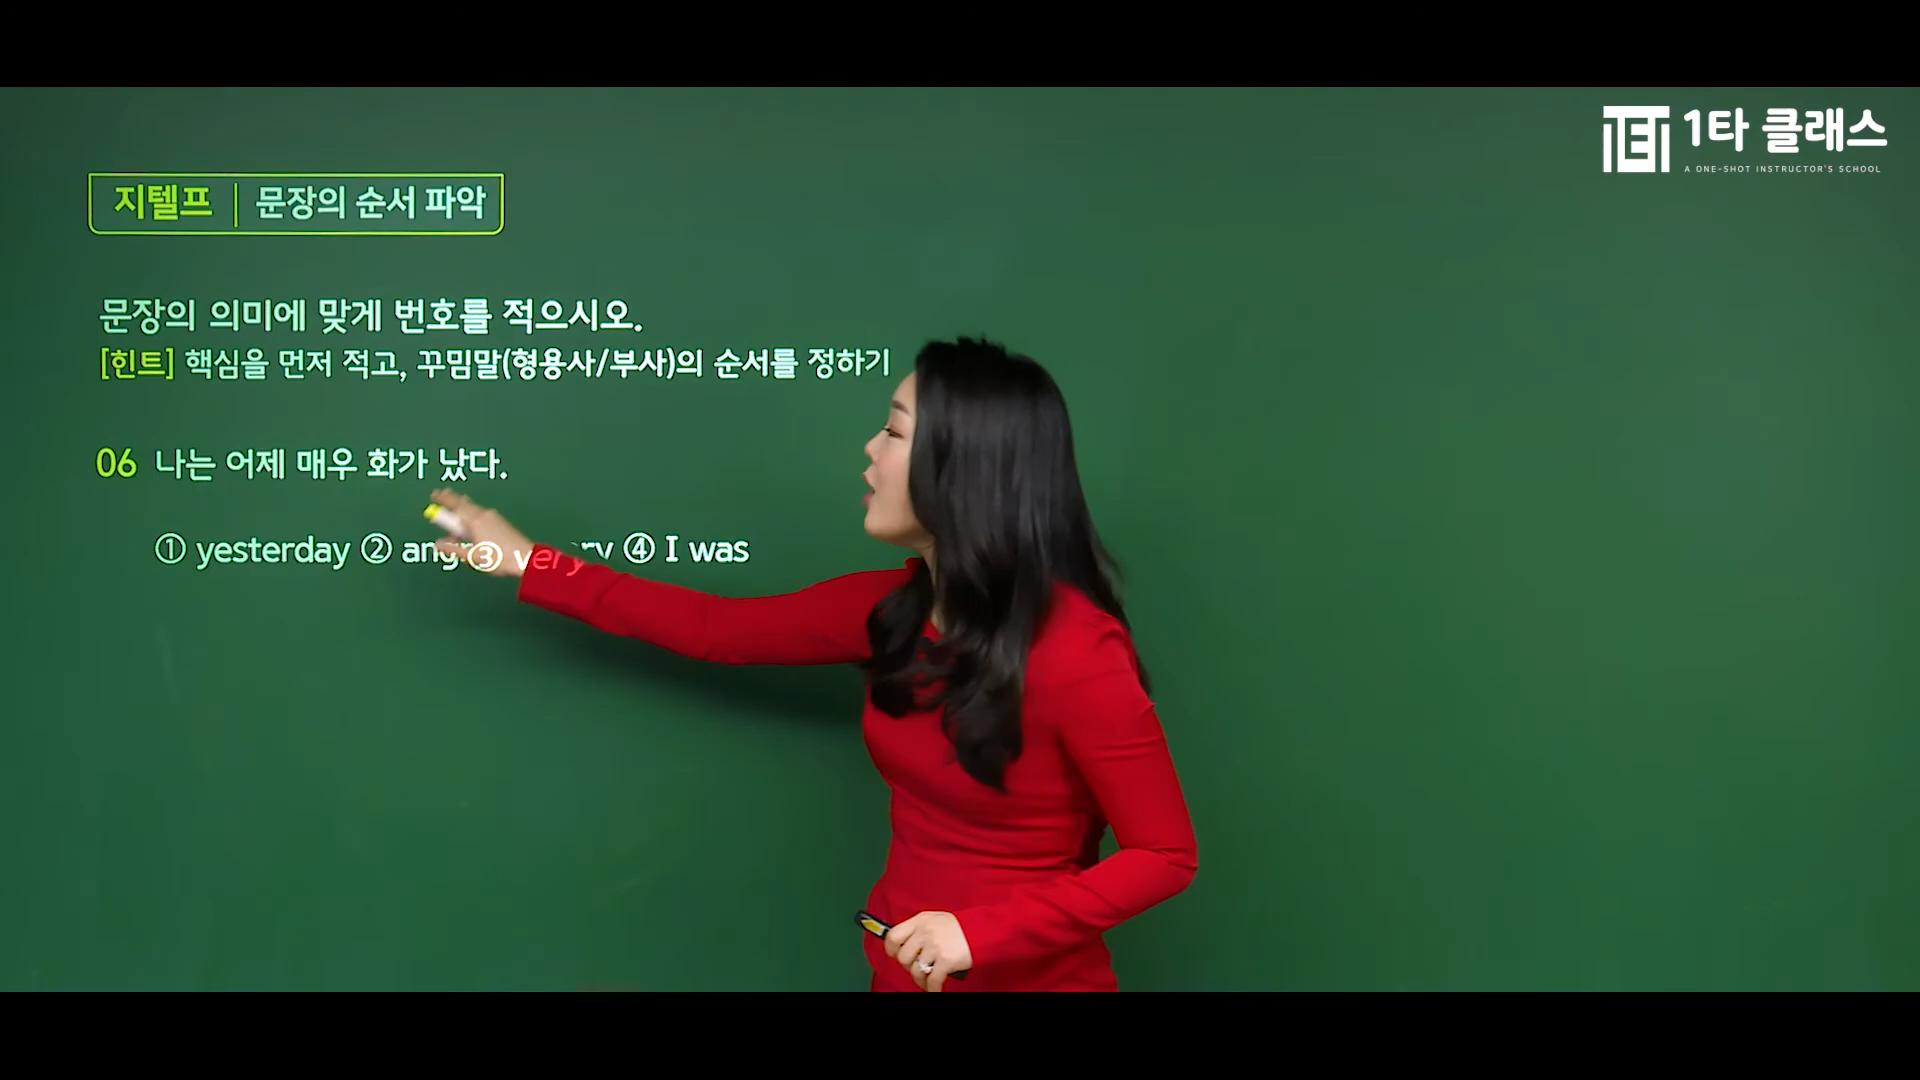 1타 클래스
A ONE-SHOT INSTRUCTOR'S SCHOOL
지텔프 | 문장의 순서 파악
문장의 의미에 맞게 번호를 적으시오.
[힌트] 핵심을 먼저 적고, 꾸밈말(형용사/부사)의 순서를 정하기
06 나는 어제 매우 화가 났다.
① yesterday ② ③ very ④ I was